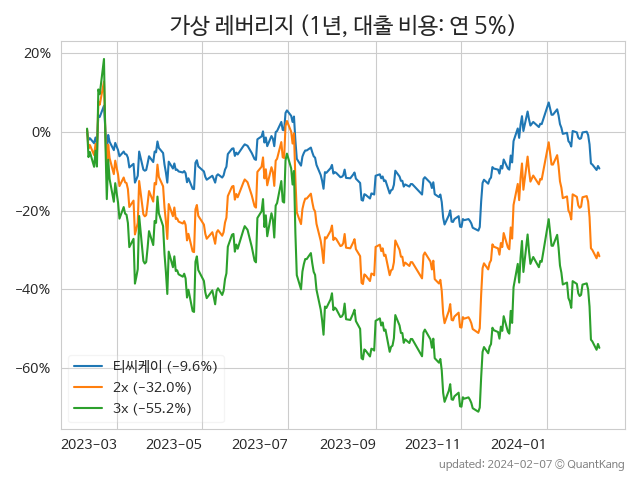 가상 레버리지 (1년, 대출 비용: 연 5%)
20%
0%
−20%
−40%
−60%
티씨케이 (−9.6%)
2x (−32.0%)
3x (−55.2%)
2023-03 2023-05 2023-07 2023-09 2023-11 2024-01
updated: 2024-02-07 © QuantKang